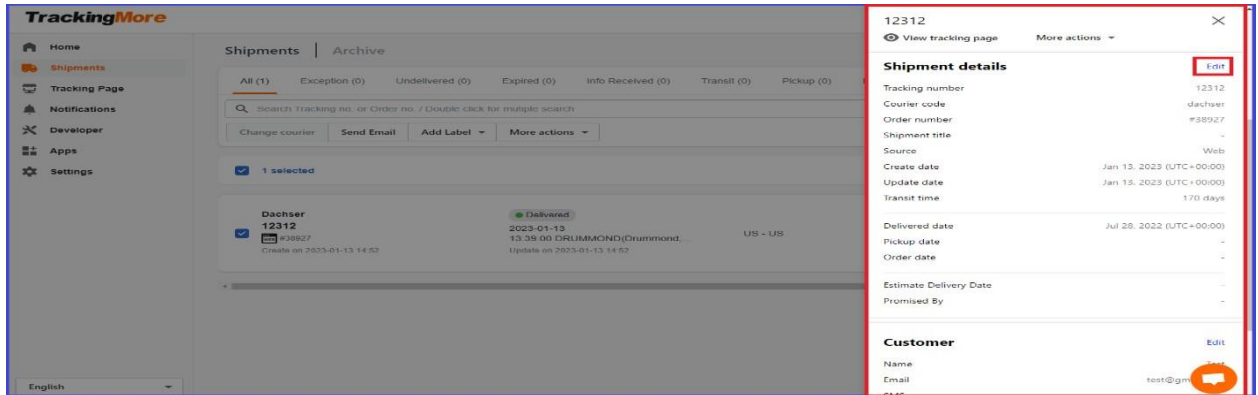 TrackingMore
Home
Shipments
Tracking Page
Notifications
Developer
Apps
Settings
English
Shipments | Archive
All (1) Exception (0) Undelivered (0) Expired (0) Info Received (0) Transit (0) Pickup (0)
Search Tracking no. or Order no. / Double click for multiple search
Change courier Send Email Add Label More actions
1 selected
Dachser
12312
#38927
Create on 2023-01-13 14:52
Delivered
2023-01-13
13:39:00 DRUMMOND(Drummond,...
Update on 2023-01-13 14:52
US - US
12312
View tracking page More actions
Shipment details Edit
Tracking number 12312
Courier code dachser
Order number #38927
Shipment title -
Source Web
Create date Jan 13, 2023 (UTC+00:00)
Update date Jan 13, 2023 (UTC+00:00)
Transit time 170 days
Delivered date Jul 28, 2022 (UTC+00:00)
Pickup date -
Order date -
Estimate Delivery Date -
Promised By -
Customer Edit
Name
Email test@gm